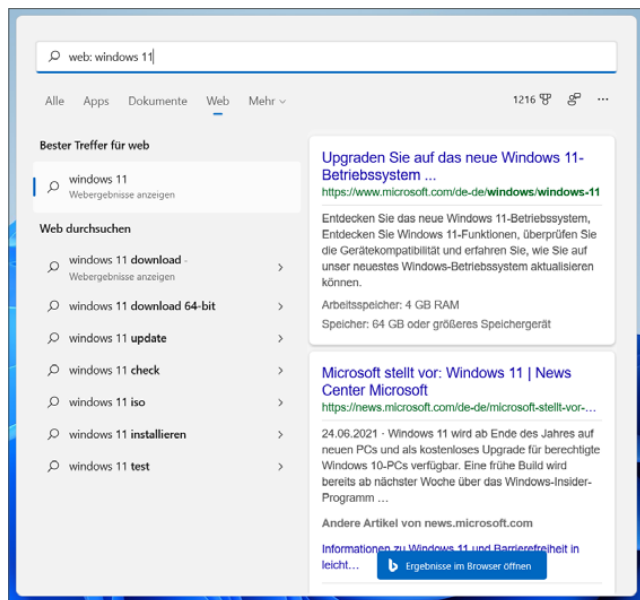 web: windows 11
Alle Apps Dokumente Web Mehr
1216
Bester Treffer für web
windows 11
Webergebnisse anzeigen
Web durchsuchen
windows 11 download -
Webergebnisse anzeigen
windows 11 download 64-bit
windows 11 update
windows 11 check
windows 11 iso
windows 11 installieren
windows 11 test
Upgraden Sie auf das neue Windows 11-
Betriebssystem ...
https://www.microsoft.com/de-de/windows/windows-11
Entdecken Sie das neue Windows 11-Betriebssystem,
Entdecken Sie Windows 11-Funktionen, überprüfen Sie
die Gerätekompatibilität und erfahren Sie, wie Sie auf
unser neuestes Windows-Betriebssystem aktualisieren
können.
Arbeitsspeicher: 4 GB RAM
Speicher: 64 GB oder größeres Speichergerät
Microsoft stellt vor: Windows 11 | News
Center Microsoft
https://news.microsoft.com/de-de/microsoft-stellt-vor-...
24.06.2021 · Windows 11 wird ab Ende des Jahres auf
neuen PCs und als kostenloses Upgrade für berechtigte
Windows 10-PCs verfügbar. Eine frühe Build wird
bereits ab nächster Woche über das Windows-Insider-
Programm ...
Andere Artikel von news.microsoft.com
Informationen zu Windows 11 und Barrierefreiheit in
leicht...
Ergebnisse im Browser öffnen